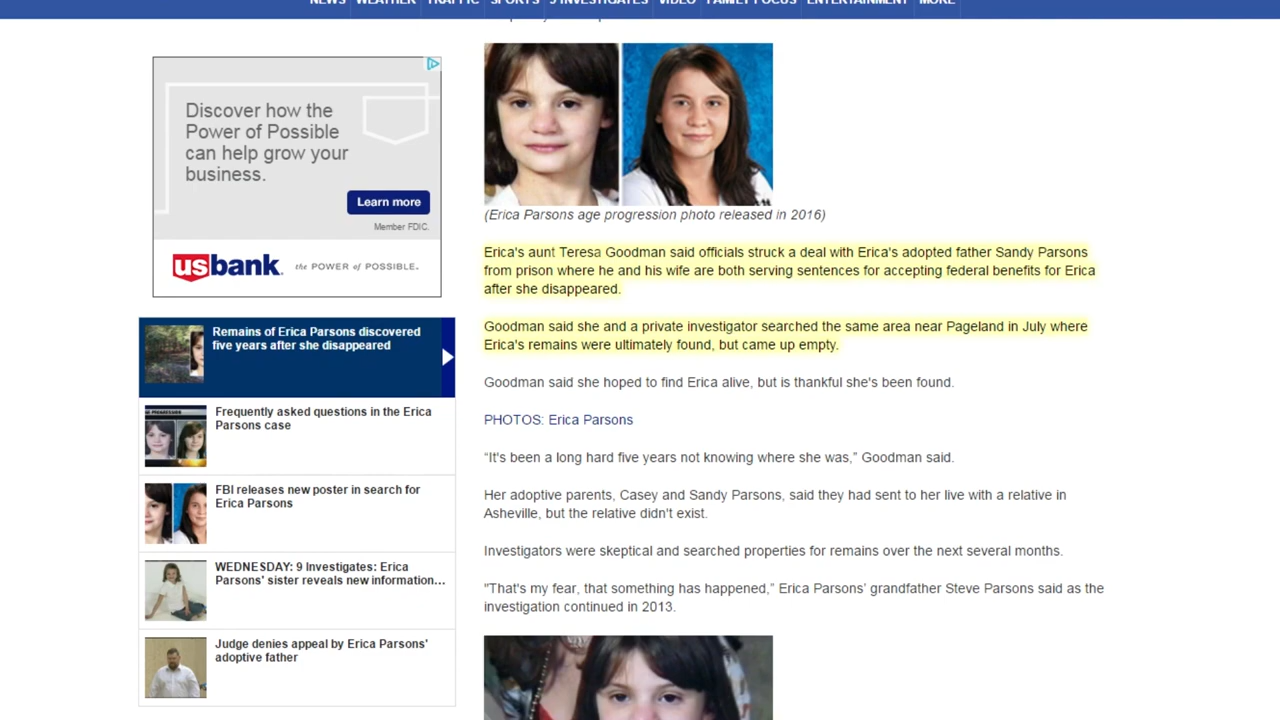 NEWS WEATHER TRAFFIC SPORTS 9 INVESTIGATES VIDEO FAMILY FOCUS ENTERTAINMENT MORE
Discover how the
Power of Possible
can help grow your
business.
Learn more
Member FDIC.
usbank. the POWER of POSSIBLE.
Remains of Erica Parsons discovered
five years after she disappeared
Frequently asked questions in the Erica
Parsons case
FBI releases new poster in search for
Erica Parsons
WEDNESDAY: 9 Investigates: Erica
Parsons' sister reveals new information...
Judge denies appeal by Erica Parsons'
adoptive father
(Erica Parsons age progression photo released in 2016)
Erica's aunt Teresa Goodman said officials struck a deal with Erica's adopted father Sandy Parsons
from prison where he and his wife are both serving sentences for accepting federal benefits for Erica
after she disappeared.
Goodman said she and a private investigator searched the same area near Pageland in July where
Erica's remains were ultimately found, but came up empty.
Goodman said she hoped to find Erica alive, but is thankful she's been found.
PHOTOS: Erica Parsons
“It's been a long hard five years not knowing where she was,” Goodman said.
Her adoptive parents, Casey and Sandy Parsons, said they had sent to her live with a relative in
Asheville, but the relative didn't exist.
Investigators were skeptical and searched properties for remains over the next several months.
"That's my fear, that something has happened,” Erica Parsons’ grandfather Steve Parsons said as the
investigation continued in 2013.